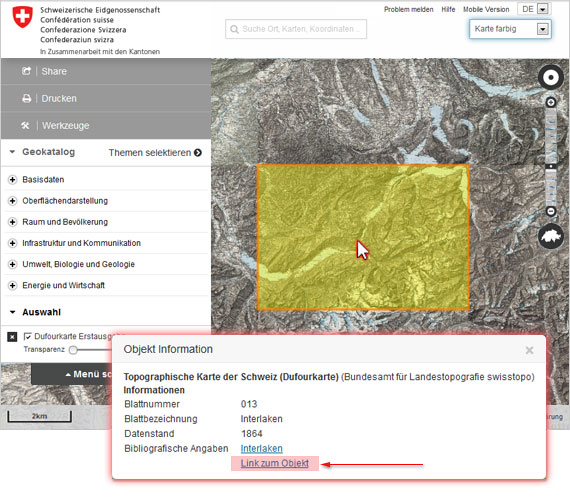 Schweizerische Eidgenossenschaft
Confédération suisse
Confederazione Svizzera
Confederaziun svizra
In Zusammenarbeit mit den Kantonen
Problem melden Hilfe Mobile Version DE
Suche Ort, Karten, Koordinaten ...
Karte farbig
Share
Drucken
Werkzeuge
Geokatalog Themen selektieren
Basisdaten
Oberflächendarstellung
Raum und Bevölkerung
Infrastruktur und Kommunikation
Umwelt, Biologie und Geologie
Energie und Wirtschaft
Auswahl
Dufourkarte Erstausg
Transparenz
Menü sc
2km
Objekt Information
Topographische Karte der Schweiz (Dufourkarte) (Bundesamt für Landestopografie swisstopo)
Informationen
Blattnummer 013
Blattbezeichnung Interlaken
Datenstand 1864
Bibliografische Angaben Interlaken
Link zum Objekt